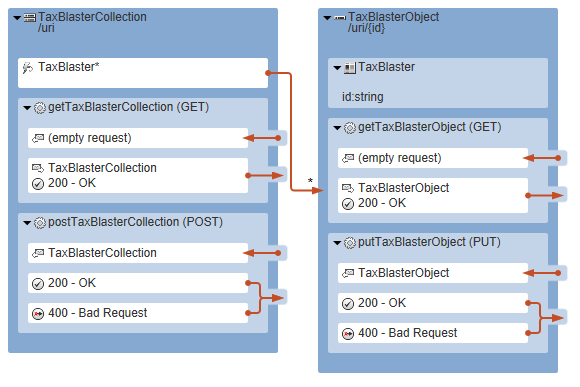 TaxBlasterCollection
/uri
TaxBlaster*
getTaxBlasterCollection (GET)
(empty request)
TaxBlasterCollection
200 - OK
postTaxBlasterCollection (POST)
TaxBlasterCollection
200 - OK
400 - Bad Request
*
TaxBlasterObject
/uri/{id}
TaxBlaster
id:string
getTaxBlasterObject (GET)
(empty request)
TaxBlasterObject
200 - OK
putTaxBlasterObject (PUT)
TaxBlasterObject
200 - OK
400 - Bad Request